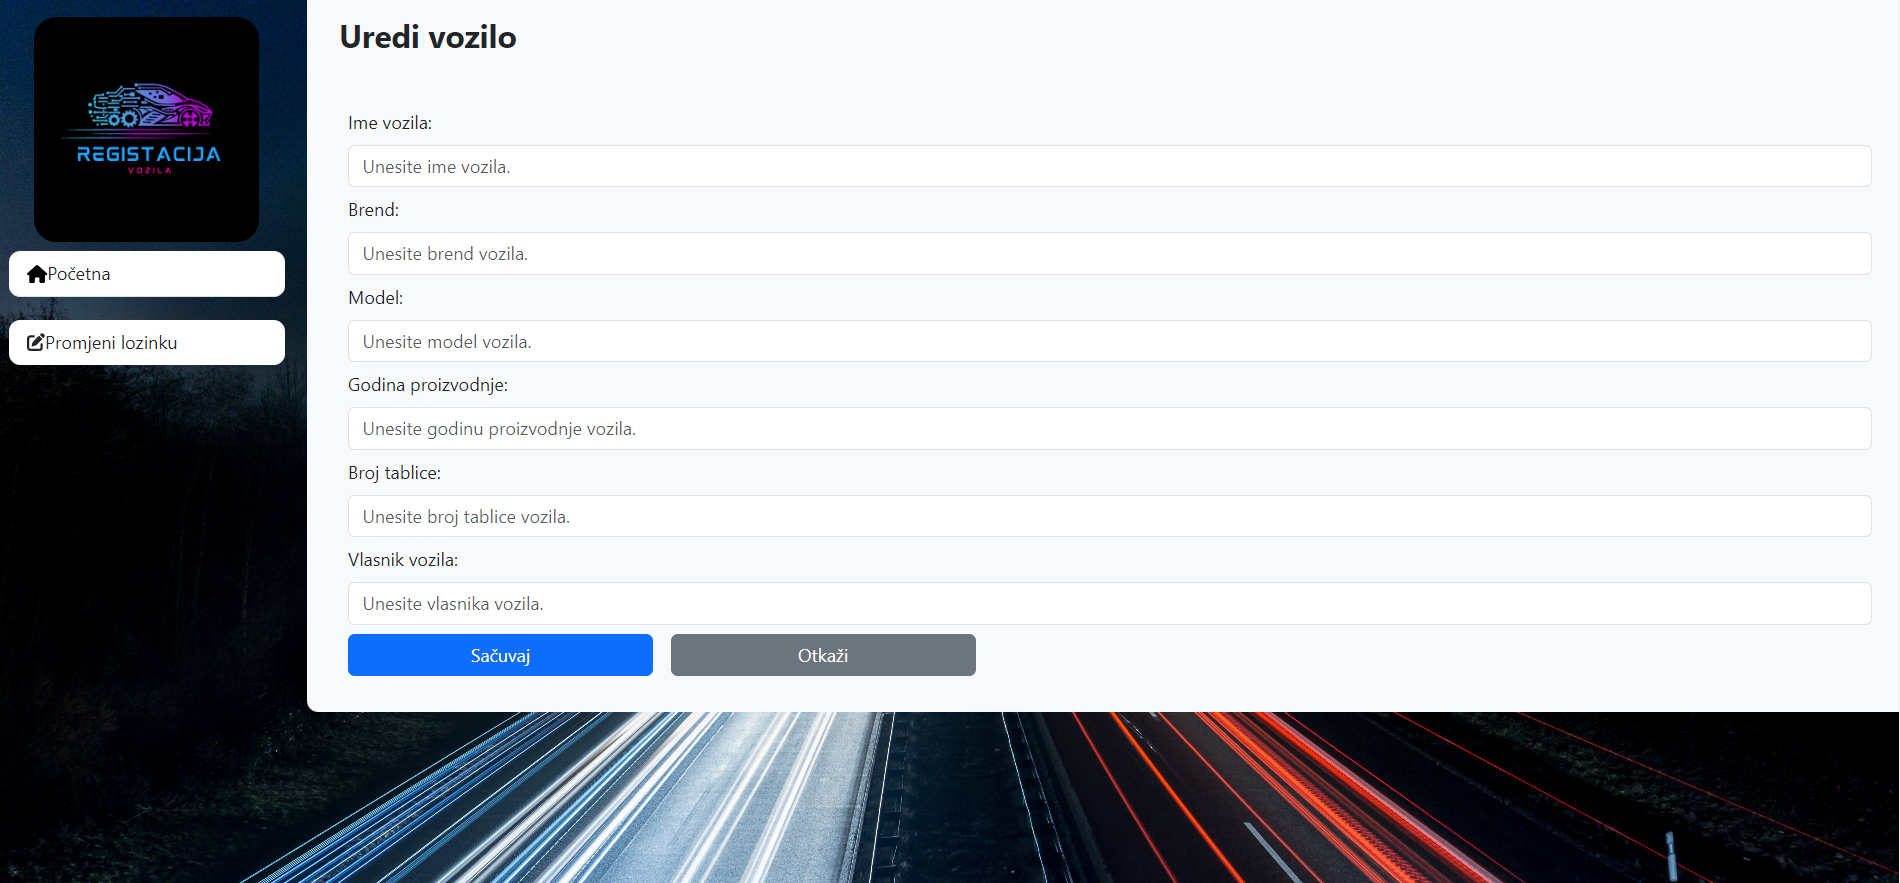 REGISTACIJA
VOZILA
Početna
Promjeni lozinku
Uredi vozilo
Ime vozila:
Unesite ime vozila.
Brend:
Unesite brend vozila.
Model:
Unesite model vozila.
Godina proizvodnje:
Unesite godinu proizvodnje vozila.
Broj tablice:
Unesite broj tablice vozila.
Vlasnik vozila:
Unesite vlasnika vozila.
Sačuvaj
Otkaži